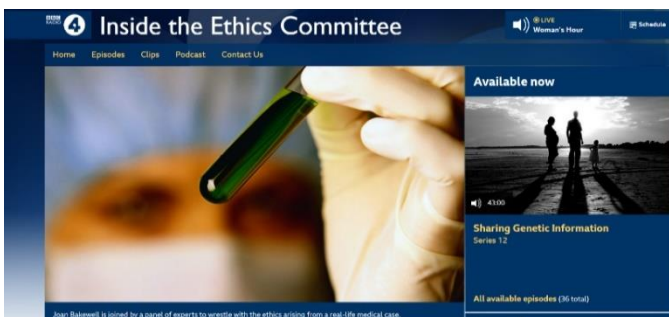 BBC
RADIO
4 Inside the Ethics Committee
LIVE
Woman's Hour
Schedule
Home Episodes Clips Podcast Contact Us
Available now
43:00
Sharing Genetic Information
Series 12
All available episodes (36 total)
Joan Bakewell is joined by a panel of experts to wrestle with the ethics arising from a real-life medical case.